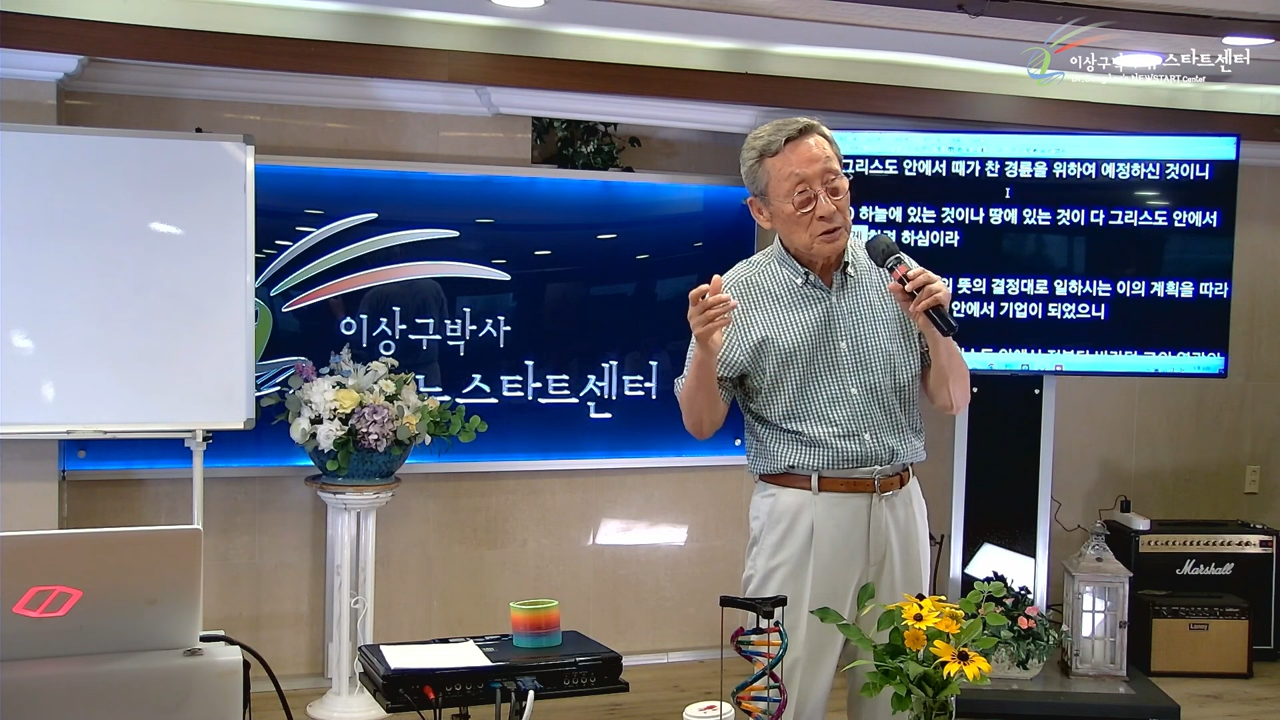 이상구박사 뉴스타트센터
NEWSTART Center
그리스도 안에서 때가 찬 경륜을 위하여 예정하신 것이니
하늘에 있는 것이나 땅에 있는 것이 다 그리스도 안에서
하심이라
뜻의 결정대로 일하시는 이의 계획을 따라
안에서 기업이 되었으니
이상구박사
뉴스타트센터
Marshall
Laney